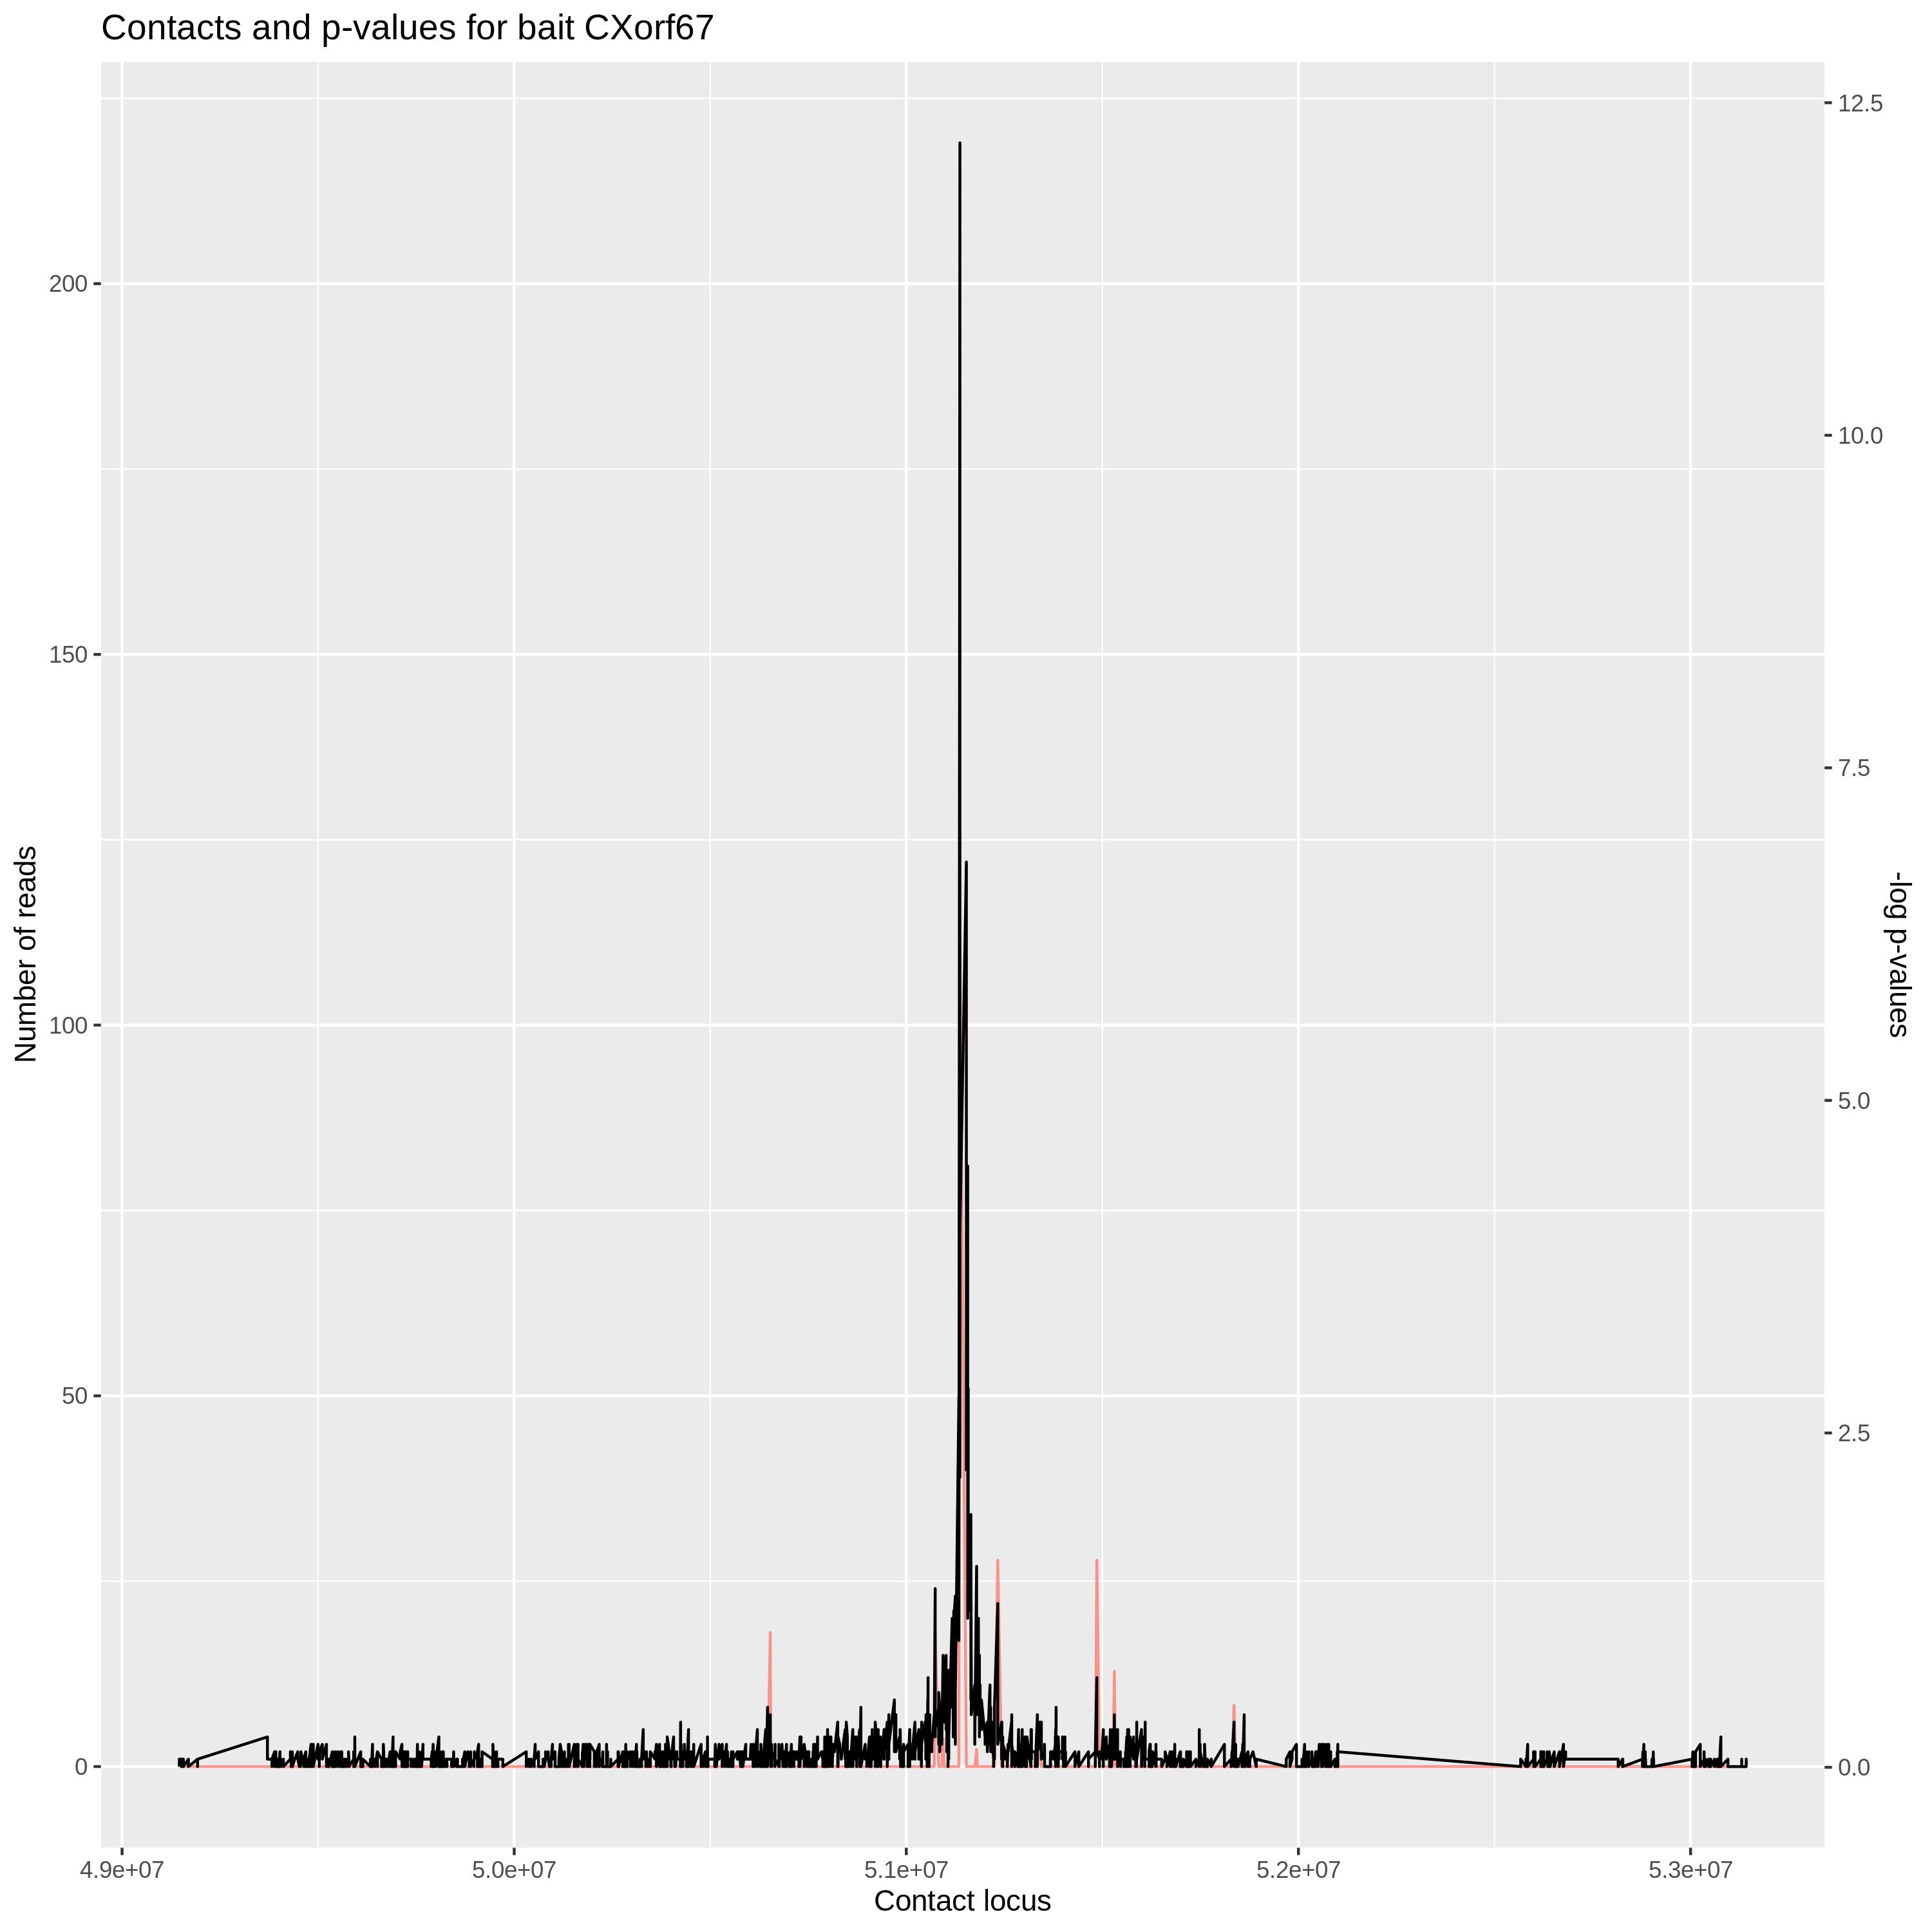 Contacts and p-values for bait CXorf67
12.5
200
10.0
150
7.5
Number of reads
-log p-values
100
5.0
50
2.5
0
0.0
4.9e+07 5.0e+07 5.1e+07 5.2e+07 5.3e+07
Contact locus